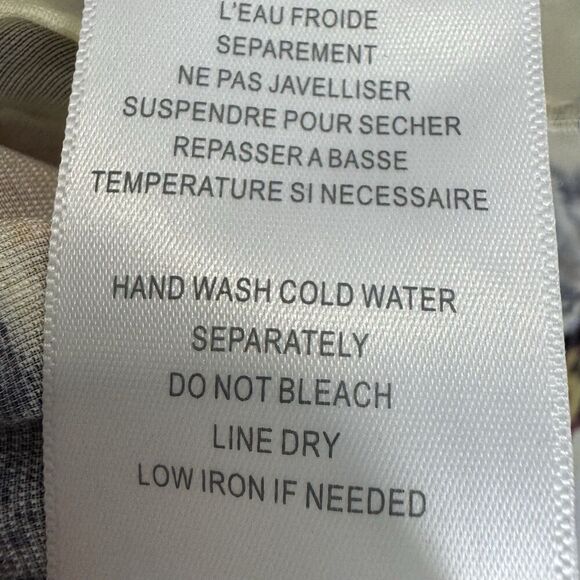 L'EAU FROIDE
SEPAREMENT
NE PAS JAVELLISER
SUSPENDRE POUR SECHER
REPASSER A BASSE
TEMPERATURE SI NECESSAIRE
HAND WASH COLD WATER
SEPARATELY
DO NOT BLEACH
LINE DRY
LOW IRON IF NEEDED